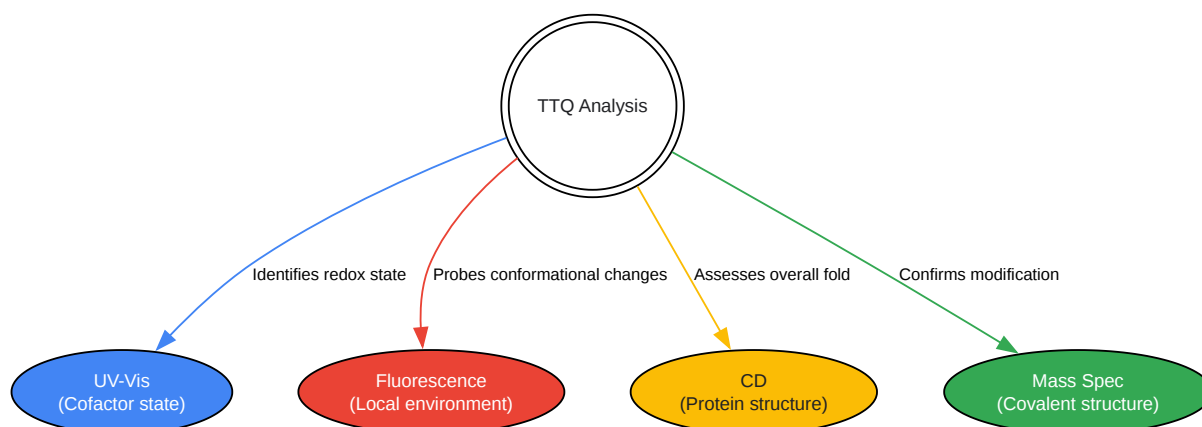 TTQ Analysis
Identifies redox state
Probes conformational changes
Assesses overall fold
Confirms modification
UV-Vis
(Cofactor state)
Fluorescence
(Local environment)
CD
(Protein structure)
Mass Spec
(Covalent structure)